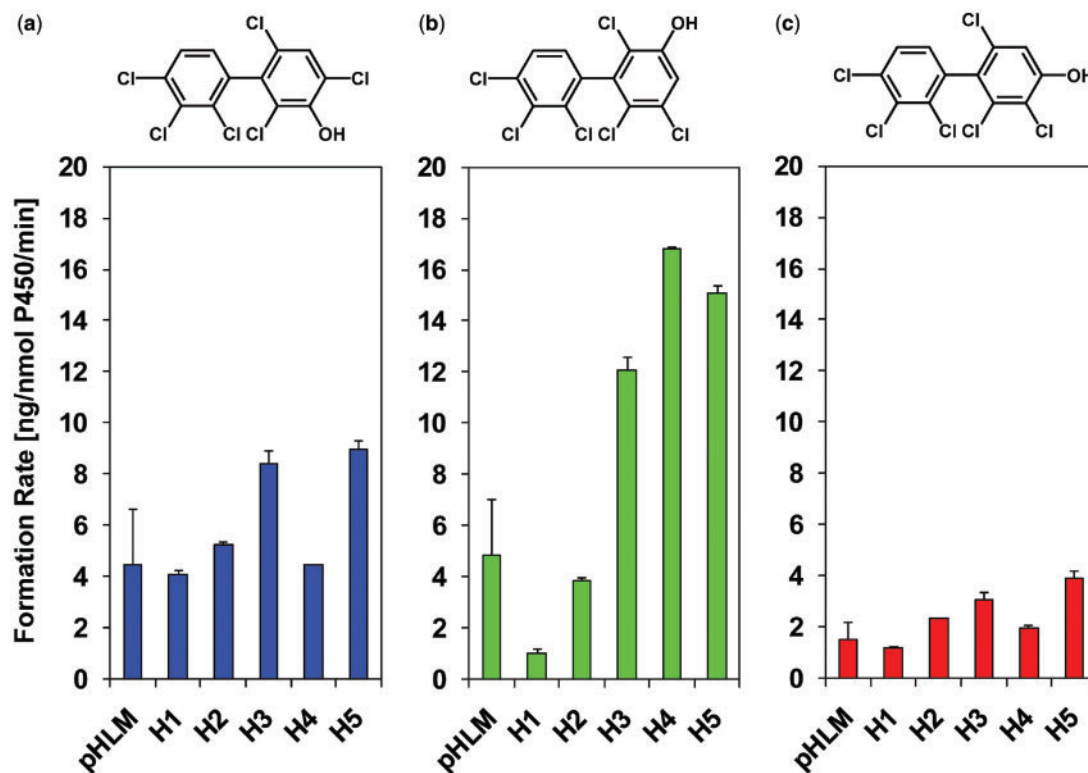 (a) (b) (c)
Cl Cl OH Cl OH
Cl Cl Cl
Cl Cl Cl OH Cl Cl Cl Cl Cl Cl Cl Cl
20 20 20
18 18 18
16 16 16
14 14 14
12 12 12
10 10 10
8 8 8
6 6 6
4 4 4
2 2 2
0 0 0
Formation Rate [ng/nmol P450/min]
pHLM H1 H2 H3 H4 H5 pHLM H1 H2 H3 H4 H5 pHLM H1 H2 H3 H4 H5